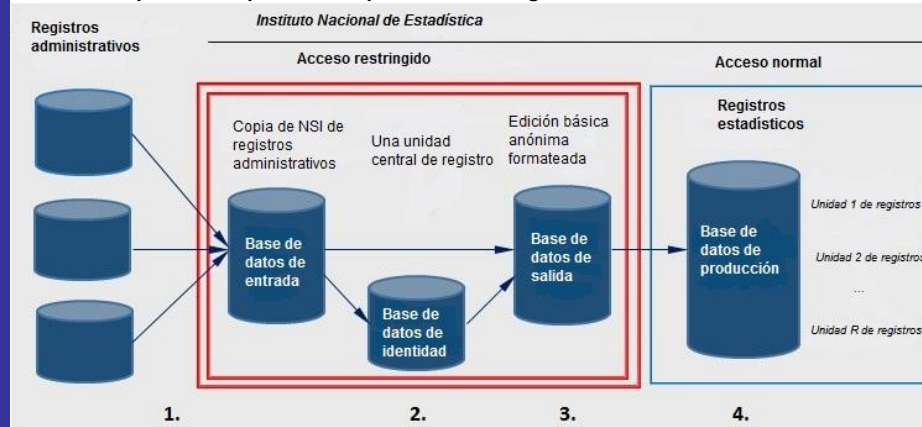 Registros
administrativos
Instituto Nacional de Estadística
Acceso restringido
Acceso normal
Copia de NSI de
registros
administrativos
Una unidad
central de registro
Edición básica
anónima
formateada
Registros
estadísticos
Base de
datos de
entrada
Base de
datos de
identidad
Base de
datos de
salida
Base de
datos de
producción
Unidad 1 de registros
Unidad 2 de registros
...
Unidad R de registros
1.
2.
3.
4.